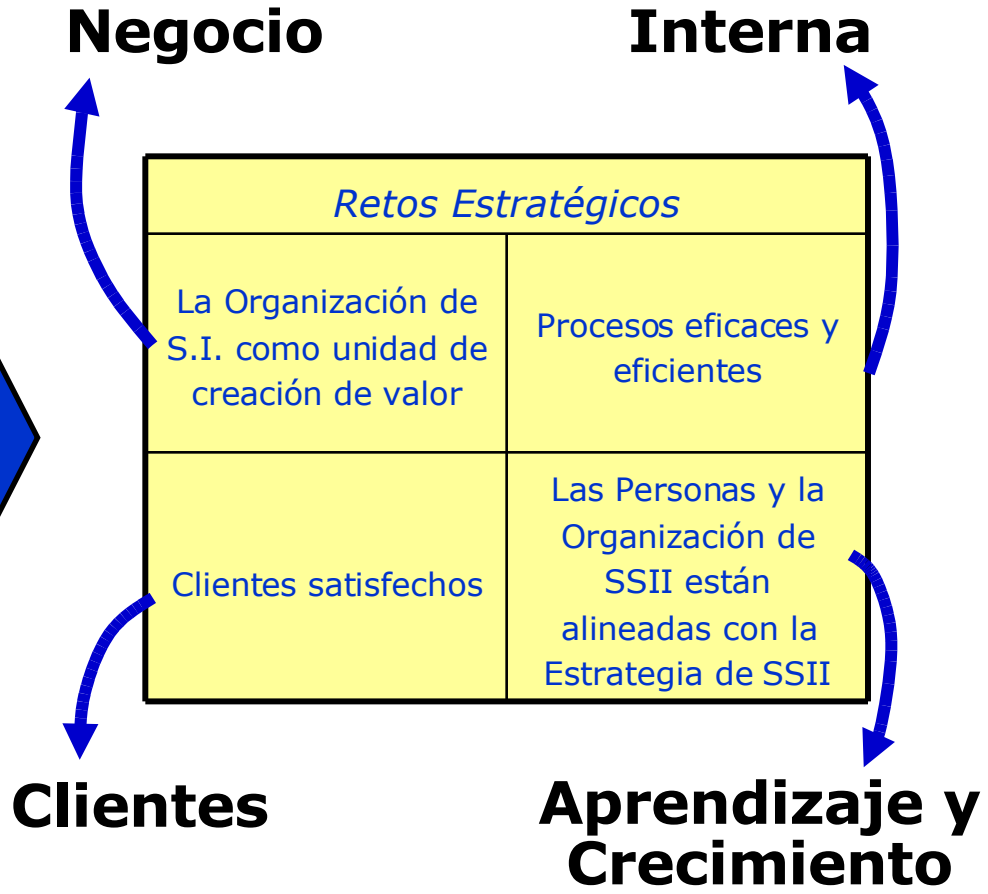 Negocio
Interna
Retos Estratégicos
La Organización de
S.I. como unidad de
creación de valor
Procesos eficaces y
eficientes
Clientes satisfechos
Las Personas y la
Organización de
SSII están
alineadas con la
Estrategia de SSII
Clientes
Aprendizaje y
Crecimiento